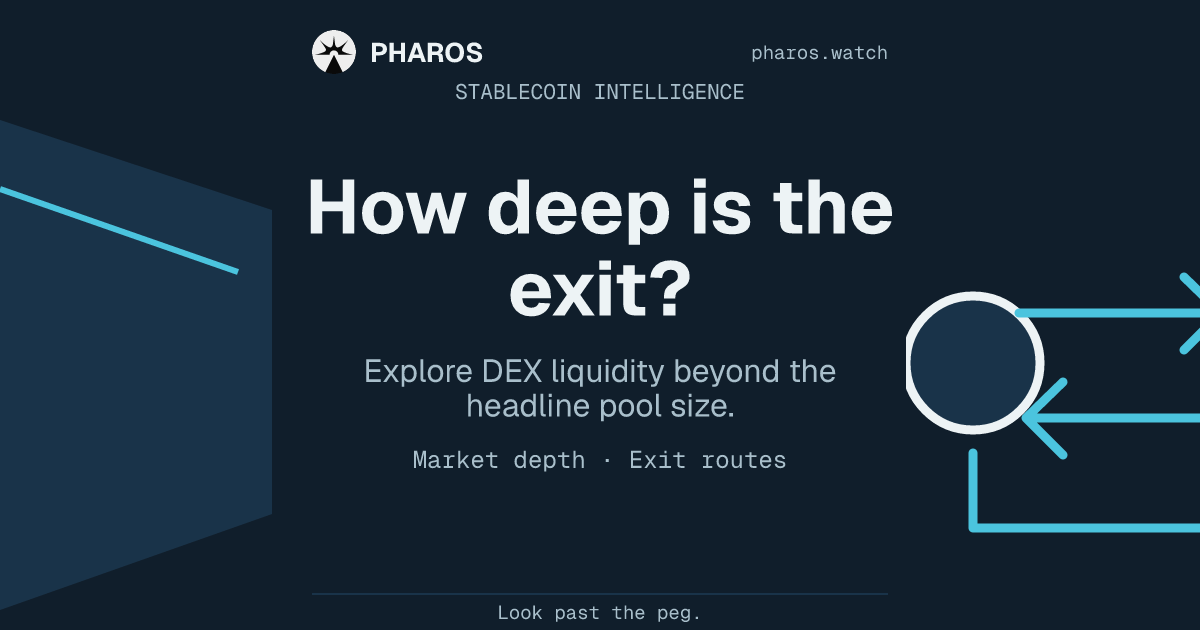 PHAROS
pharos.watch
STABLECOIN INTELLIGENCE
How deep is the
exit?
Explore DEX liquidity beyond the
headline pool size.
Market depth · Exit routes
Look past the peg.